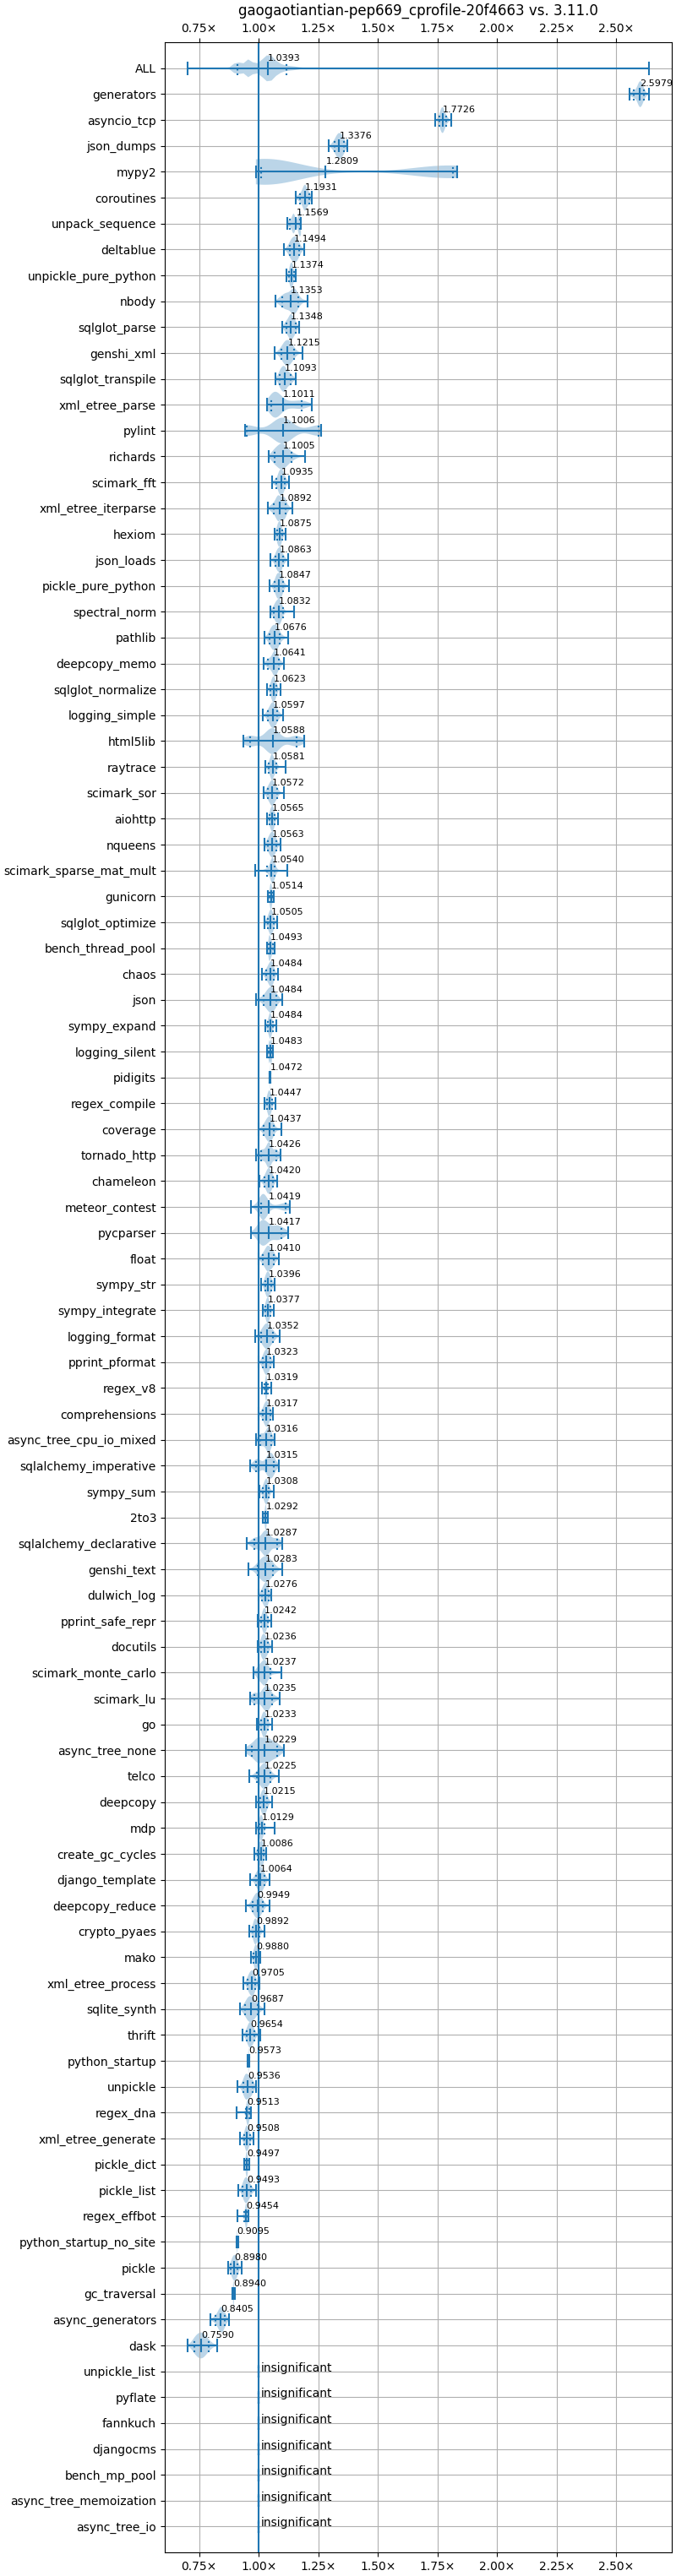 gaogaotiantian-pep669_cprofile-20f4663 vs. 3.11.0
0.75× 1.00× 1.25× 1.50× 1.75× 2.00× 2.25× 2.50×
ALL 1.0393
generators 2.5979
asyncio_tcp 1.7726
json_dumps 1.3376
mypy2 1.2809
coroutines 1.1931
unpack_sequence 1.1569
deltablue 1.1494
unpickle_pure_python 1.1374
nbody 1.1353
sqlglot_parse 1.1348
genshi_xml 1.1215
sqlglot_transpile 1.1093
xml_etree_parse 1.1011
pylint 1.1006
richards 1.1005
scimark_fft 1.0935
xml_etree_iterparse 1.0892
hexiom 1.0875
json_loads 1.0863
pickle_pure_python 1.0847
spectral_norm 1.0832
pathlib 1.0676
deepcopy_memo 1.0641
sqlglot_normalize 1.0623
logging_simple 1.0597
html5lib 1.0588
raytrace 1.0581
scimark_sor 1.0572
aiohttp 1.0565
nqueens 1.0563
scimark_sparse_mat_mult 1.0540
gunicorn 1.0514
sqlglot_optimize 1.0505
bench_thread_pool 1.0493
chaos 1.0484
json 1.0484
sympy_expand 1.0484
logging_silent 1.0483
pidigits 1.0472
regex_compile 1.0447
coverage 1.0437
tornado_http 1.0426
chameleon 1.0420
meteor_contest 1.0419
pycparser 1.0417
float 1.0410
sympy_str 1.0396
sympy_integrate 1.0377
logging_format 1.0352
pprint_pformat 1.0323
regex_v8 1.0319
comprehensions 1.0317
async_tree_cpu_io_mixed 1.0316
sqlalchemy_imperative 1.0315
sympy_sum 1.0308
2to3 1.0292
sqlalchemy_declarative 1.0287
genshi_text 1.0283
dulwich_log 1.0276
pprint_safe_repr 1.0242
docutils 1.0236
scimark_monte_carlo 1.0237
scimark_lu 1.0235
go 1.0233
async_tree_none 1.0229
telco 1.0225
deepcopy 1.0215
mdp 1.0129
create_gc_cycles 1.0086
django_template 1.0064
deepcopy_reduce 0.9949
crypto_pyaes 0.9892
mako 0.9880
xml_etree_process 0.9705
sqlite_synth 0.9687
thrift 0.9654
python_startup 0.9573
unpickle 0.9536
regex_dna 0.9513
xml_etree_generate 0.9508
pickle_dict 0.9497
pickle_list 0.9493
regex_effbot 0.9454
python_startup_no_site 0.9095
pickle 0.8980
gc_traversal 0.8940
async_generators 0.8405
dask 0.7590
unpickle_list insignificant
pyflate insignificant
fannkuch insignificant
djangocms insignificant
bench_mp_pool insignificant
async_tree_memoization insignificant
async_tree_io insignificant
0.75× 1.00× 1.25× 1.50× 1.75× 2.00× 2.25× 2.50×